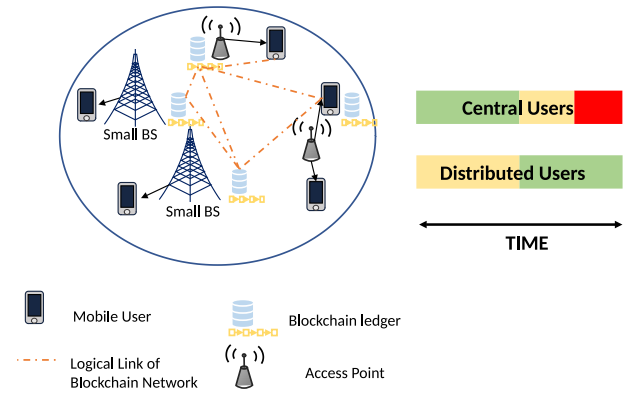 Small BS
Small BS
Central Users
Distributed Users
TIME
Mobile User
Blockchain ledger
Logical Link of
Blockchain Network
Access Point